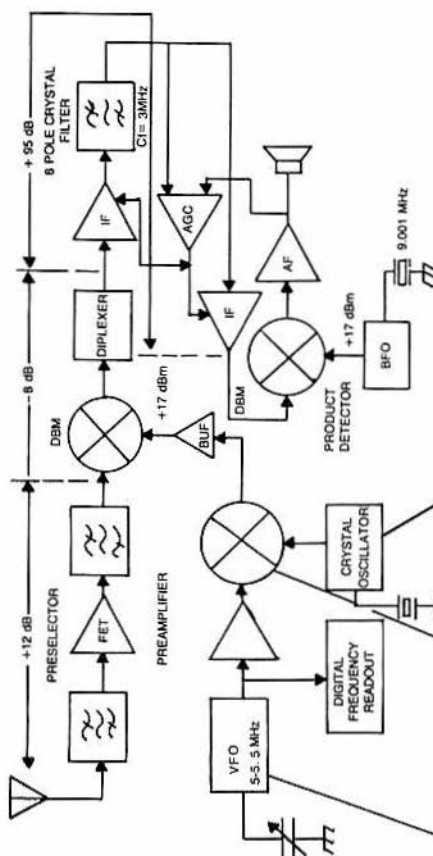 +12 dB
8 dB
+ 95 dB
PRESELECTOR
DBM
8 POLE CRYSTAL
FILTER
FET
DIPLEXER
IF
Cf= 3MHz
PREAMPLIFIER
+17 dBm
BUF
AGC
IF
AF
DBM
PRODUCT
DETECTOR
+17 dBm
BFO
9.001 MHz
VFO
5-5. 5 MHz
DIGITAL
FREQUENCY
READOUT
CRYSTAL
OSCILLATOR